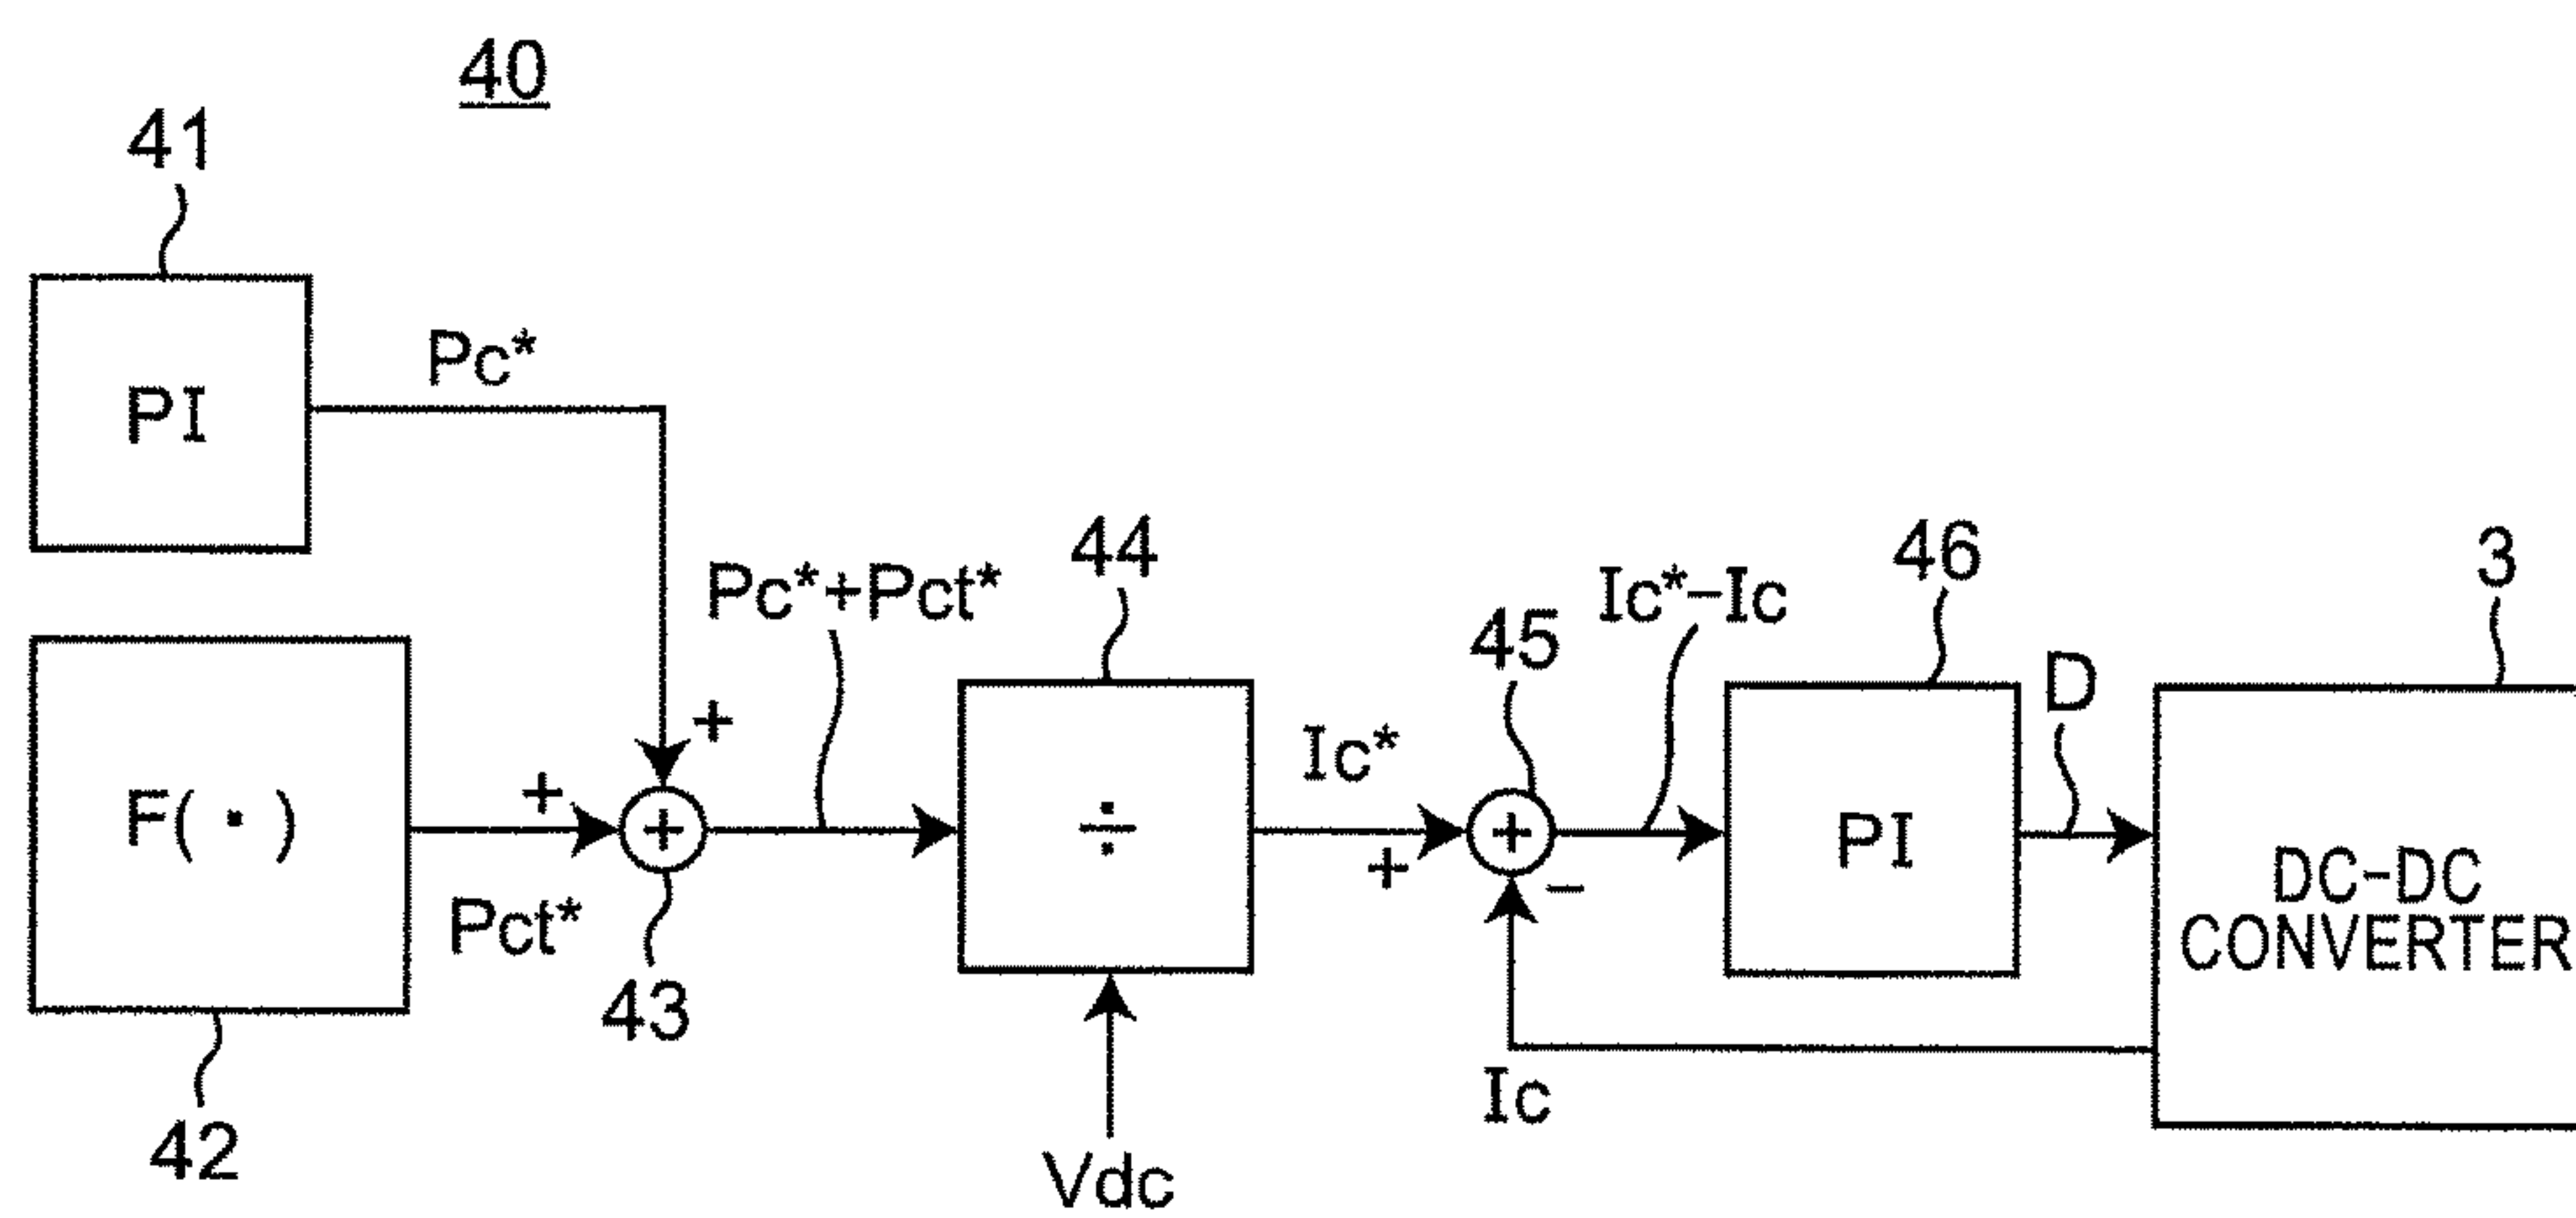 40
41
PI
Pc*
F( · )
42
Pct*
+
+
+
43
Pc*+Pct*
44
÷
Vdc
Ic*
+
45
+
−
Ic*−Ic
Ic
46
PI
D
3
DC-DC
CONVERTER